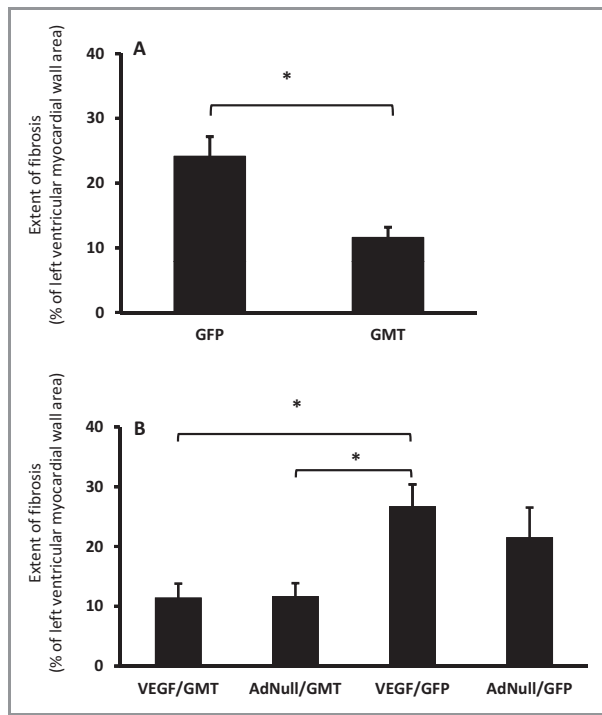 A
*
Extent of fibrosis
(% of left ventricular myocardial wall area)
40
30
20
10
0
GFP GMT
B
*
*
Extent of fibrosis
(% of left ventricular myocardial wall area)
40
30
20
10
0
VEGF/GMT AdNull/GMT VEGF/GFP AdNull/GFP